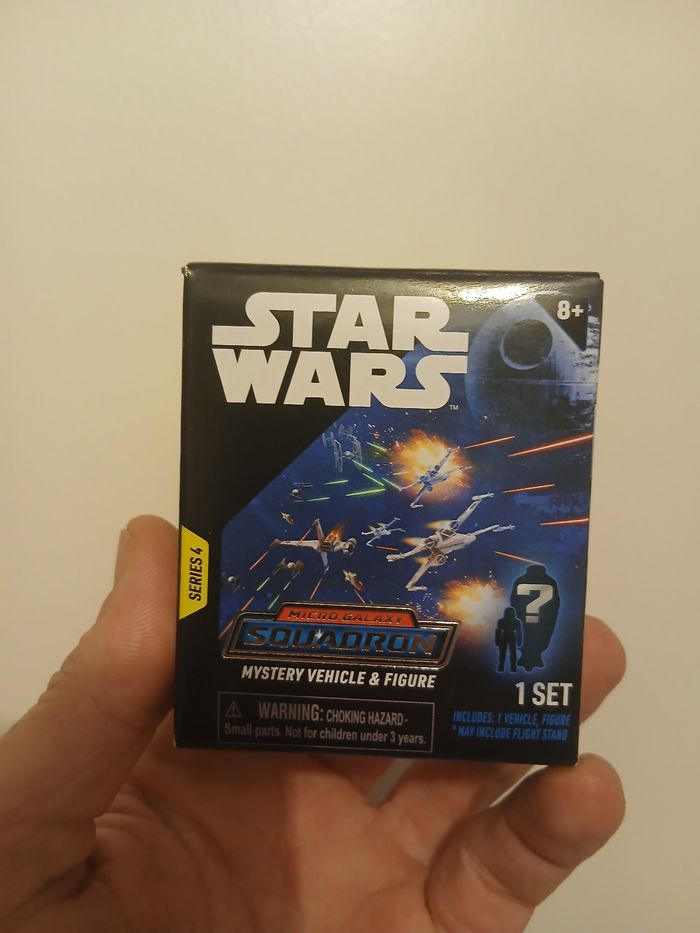 STAR
WARS
™
8+
SERIES 4
MICRO GALAXY
SQUADRON
MYSTERY VEHICLE & FIGURE
WARNING: CHOKING HAZARD-
Small parts. Not for children under 3 years.
?
1 SET
INCLUDES: 1 VEHICLE, FIGURE
* MAY INCLUDE FLIGHT STAND